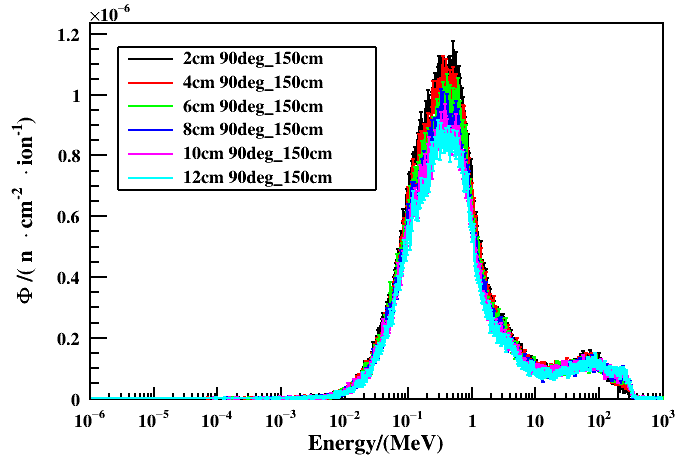 ×10⁻⁶
1.2
1
0.8
0.6
0.4
0.2
0
Φ /( n · cm⁻² · ion⁻¹)
2cm 90deg_150cm
4cm 90deg_150cm
6cm 90deg_150cm
8cm 90deg_150cm
10cm 90deg_150cm
12cm 90deg_150cm
10⁻⁶ 10⁻⁵ 10⁻⁴ 10⁻³ 10⁻² 10⁻¹ 1 10 10² 10³
Energy/(MeV)